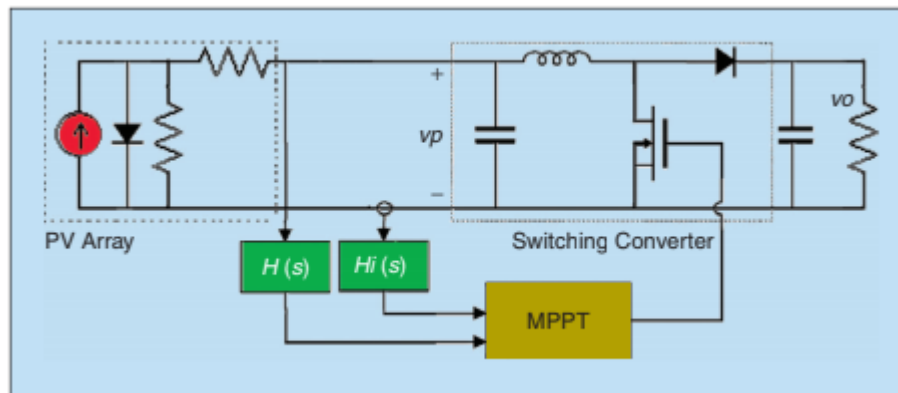 +
vp
−
vo
PV Array
Switching Converter
H (s)
Hi (s)
MPPT